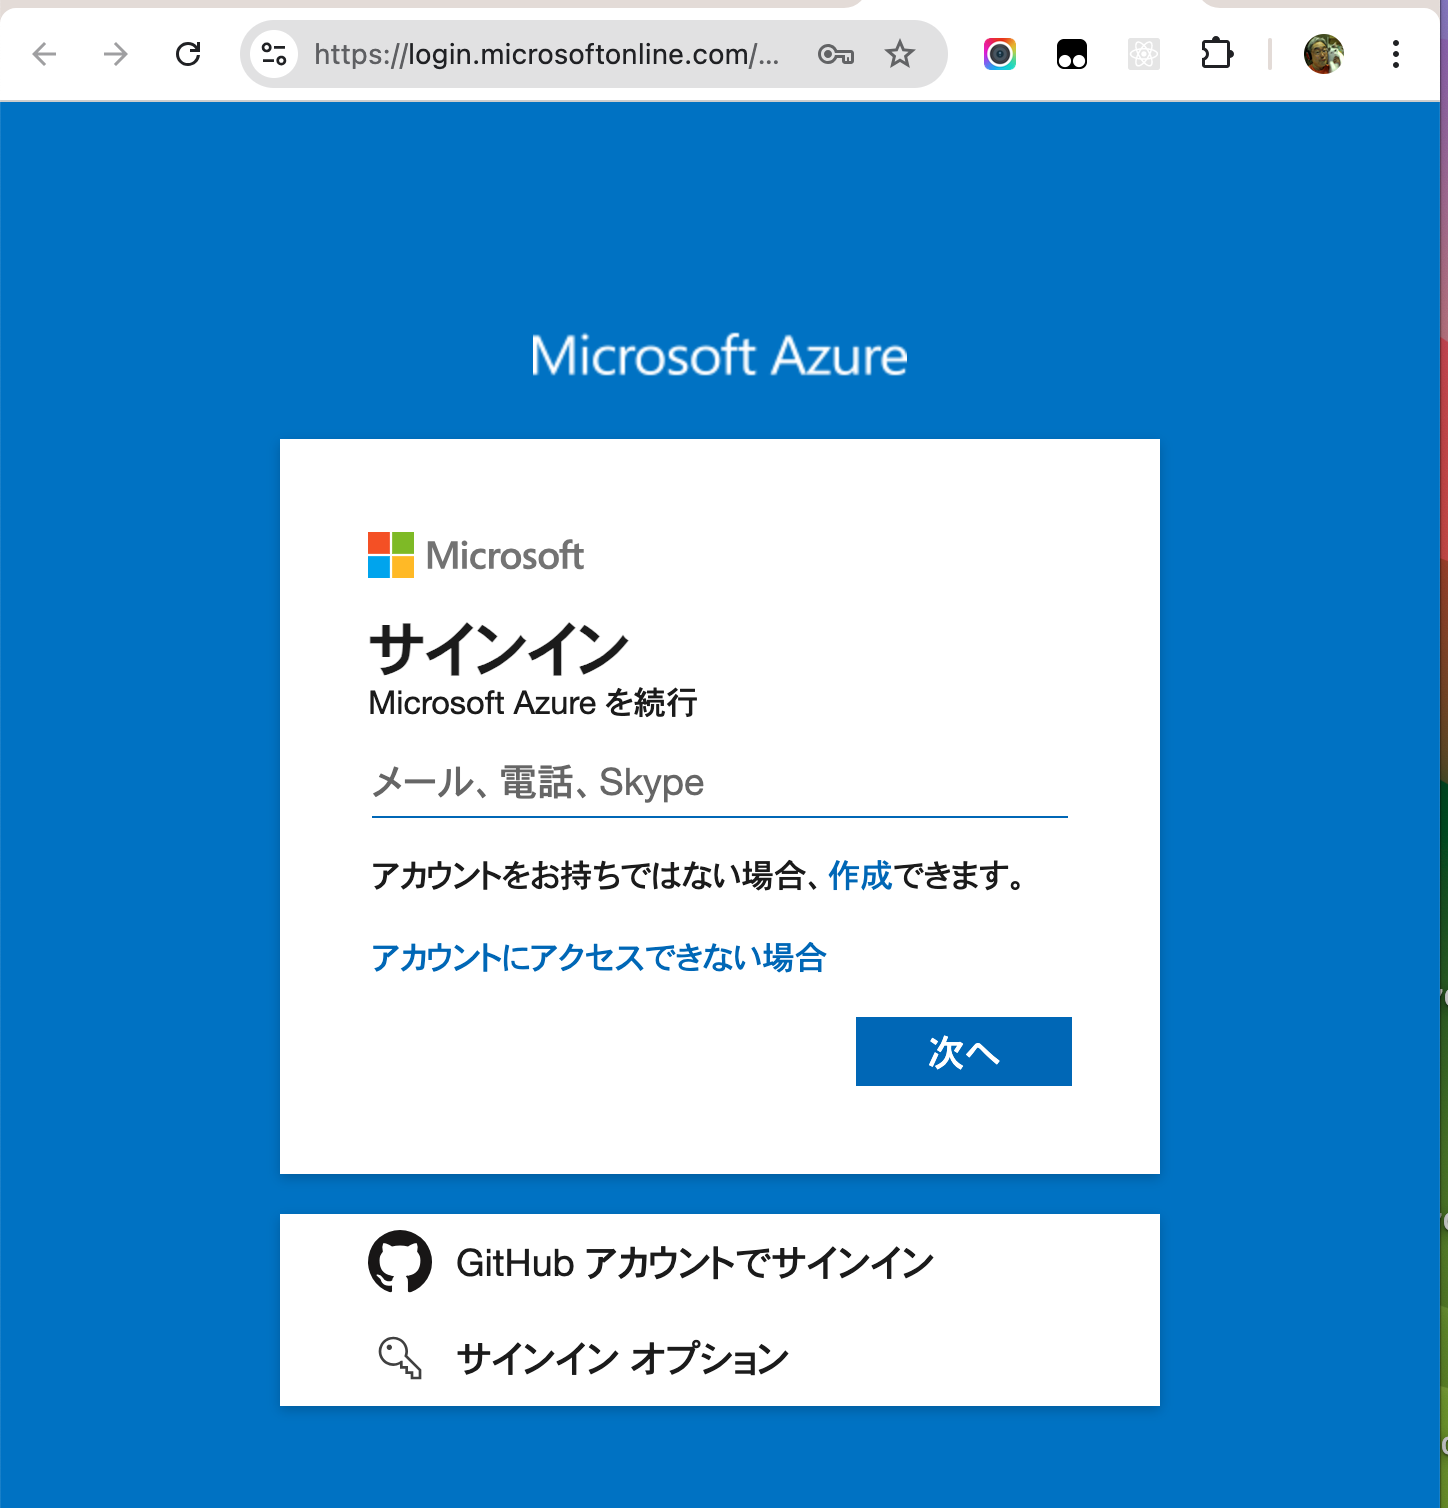 https://login.microsoftonline.com/...
Microsoft Azure
Microsoft
サインイン
Microsoft Azure を続行
メール、電話、Skype
アカウントをお持ちではない場合、作成できます。
アカウントにアクセスできない場合
次へ
GitHub アカウントでサインイン
サインイン オプション